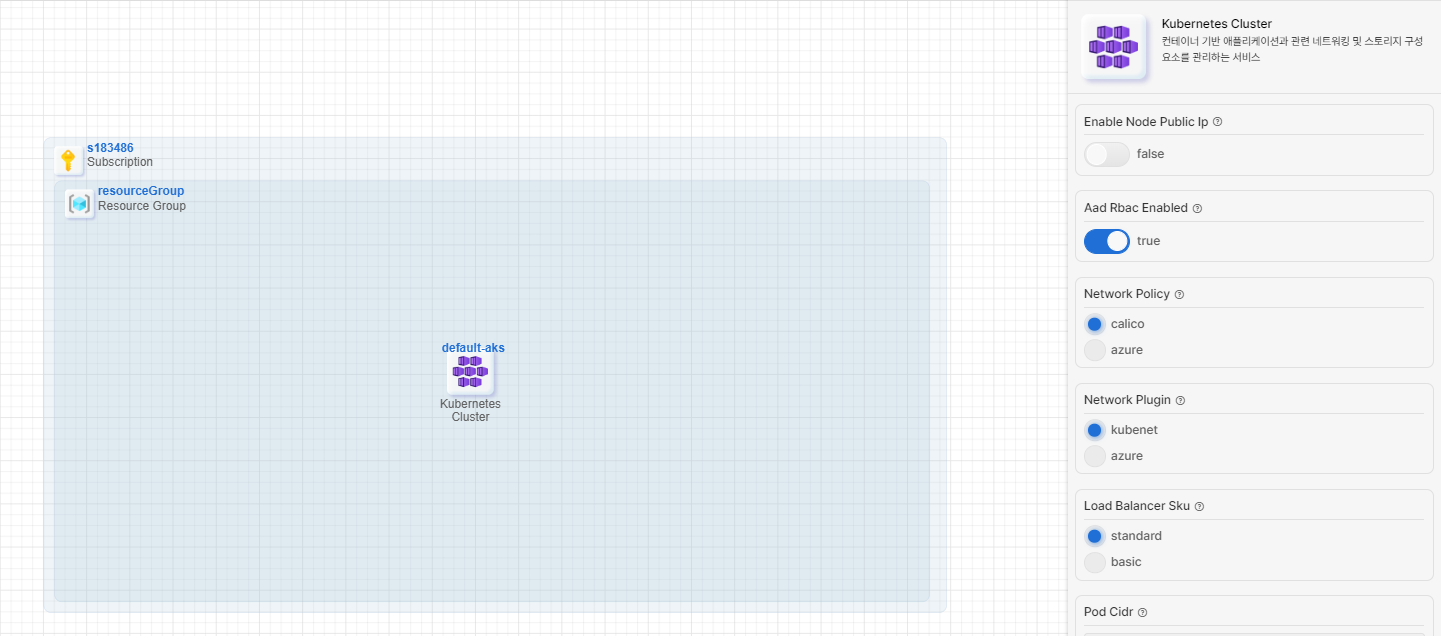 s183486
Subscription
resourceGroup
Resource Group
default-aks
Kubernetes
Cluster
Kubernetes Cluster
컨테이너 기반 애플리케이션과 관련 네트워킹 및 스토리지 구성
요소를 관리하는 서비스
Enable Node Public Ip
false
Aad Rbac Enabled
true
Network Policy
calico
azure
Network Plugin
kubenet
azure
Load Balancer Sku
standard
basic
Pod Cidr